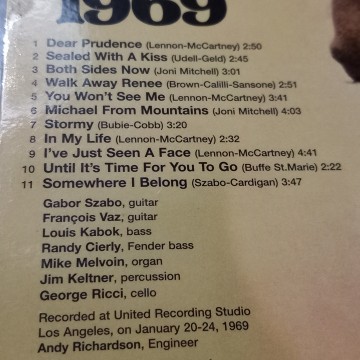 1969
1 Dear Prudence (Lennon-McCartney) 2:50
2 Sealed With A Kiss (Udell-Geld) 2:45
3 Both Sides Now (Joni Mitchell) 3:01
4 Walk Away Renee (Brown-Calilli-Sansone) 2:51
5 You Won't See Me (Lennon-McCartney) 3:41
6 Michael From Mountains (Joni Mitchell) 4:03
7 Stormy (Bubie-Cobb) 3:20
8 In My Life (Lennon-McCartney) 2:32
9 I've Just Seen A Face (Lennon-McCartney) 4:41
10 Until It's Time For You To Go (Buffe St.Marie) 2:22
11 Somewhere I Belong (Szabo-Cardigan) 3:47
Gabor Szabo, guitar
François Vaz, guitar
Louis Kabok, bass
Randy Cierly, Fender bass
Mike Melvoin, organ
Jim Keltner, percussion
George Ricci, cello
Recorded at United Recording Studio
Los Angeles, on January 20-24, 1969
Andy Richardson, Engineer